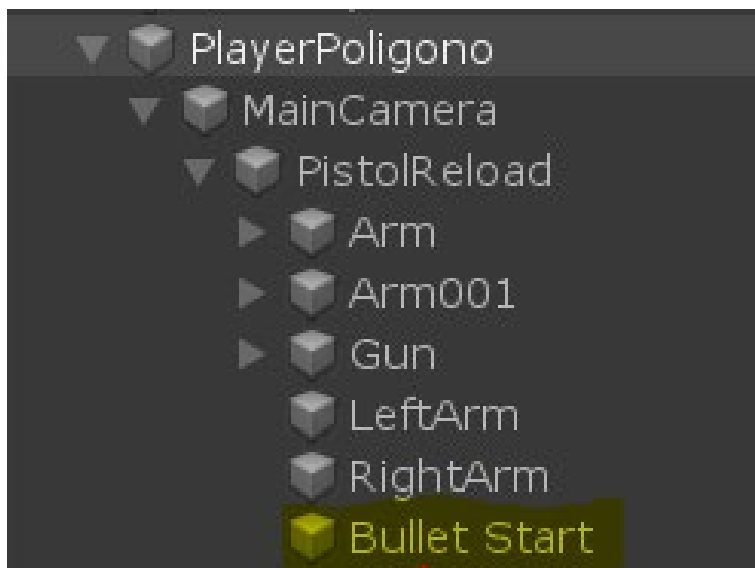 PlayerPoligono
MainCamera
PistolReload
Arm
Arm001
Gun
LeftArm
RightArm
Bullet Start